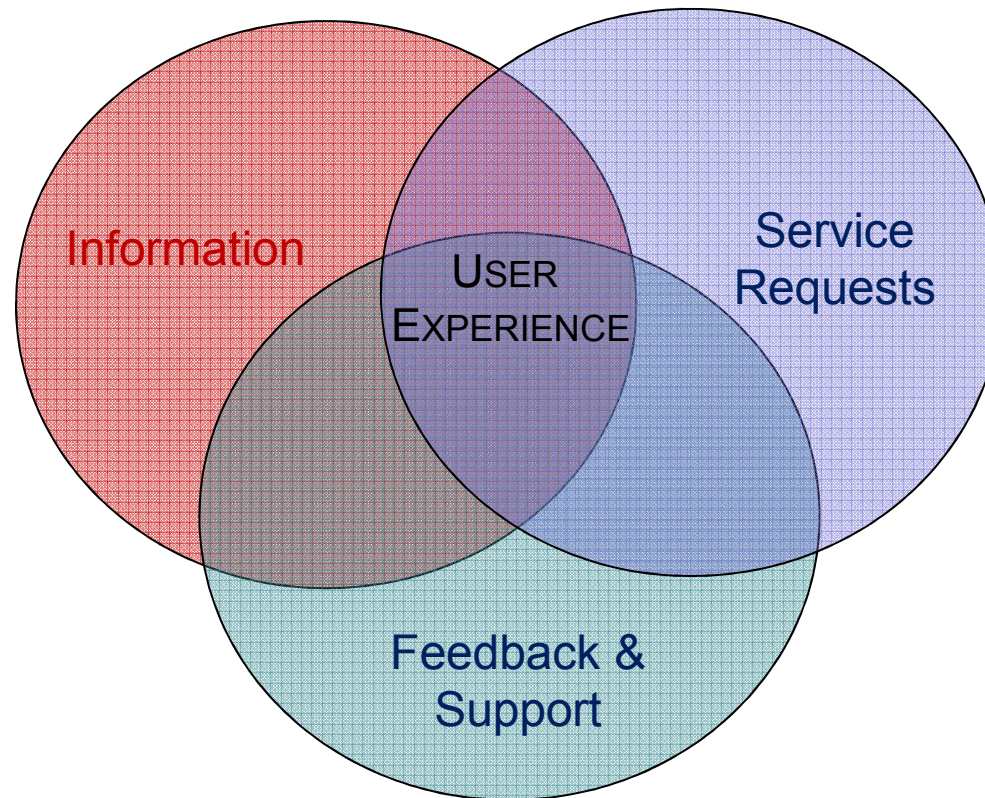 Information
Service
Requests
USER
EXPERIENCE
Feedback &
Support